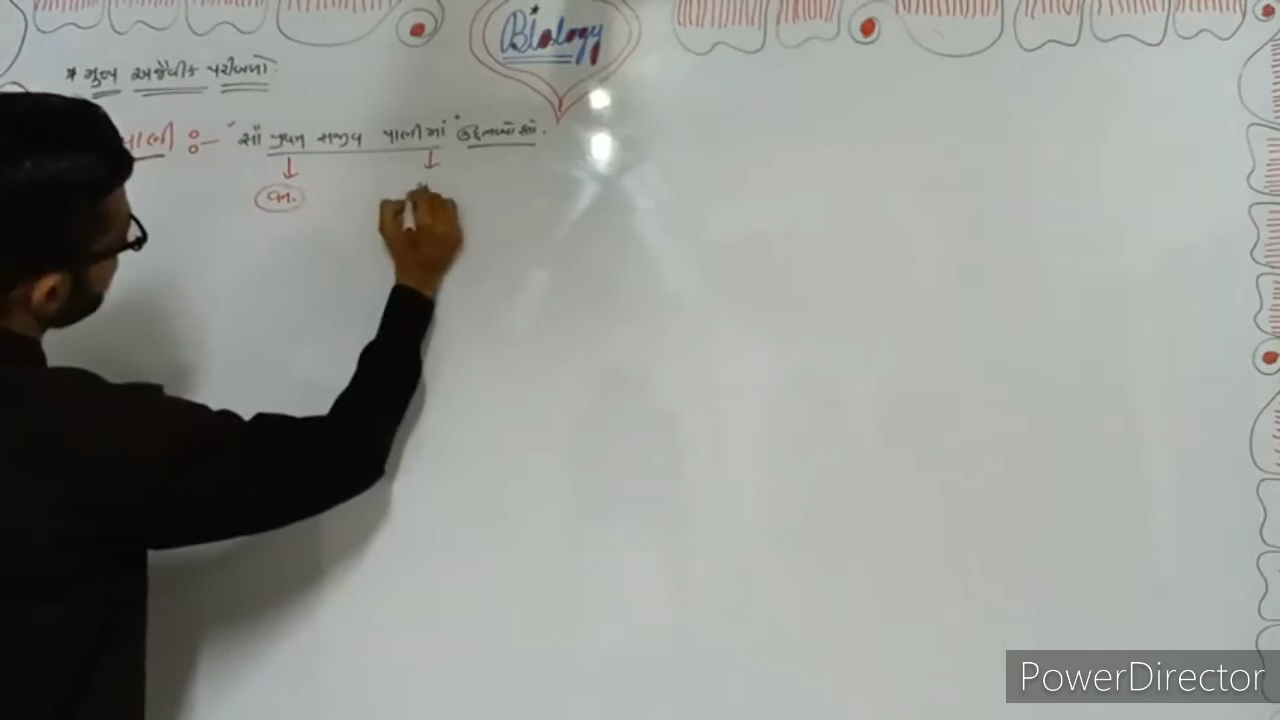 Biology
* મુખ્ય અજૈવીક પરીબળો.
પાણી :- "સૌ પ્રથમ સજીવ પાણીમાં" ઉદ્દભવ્યો હતો.
PowerDirector